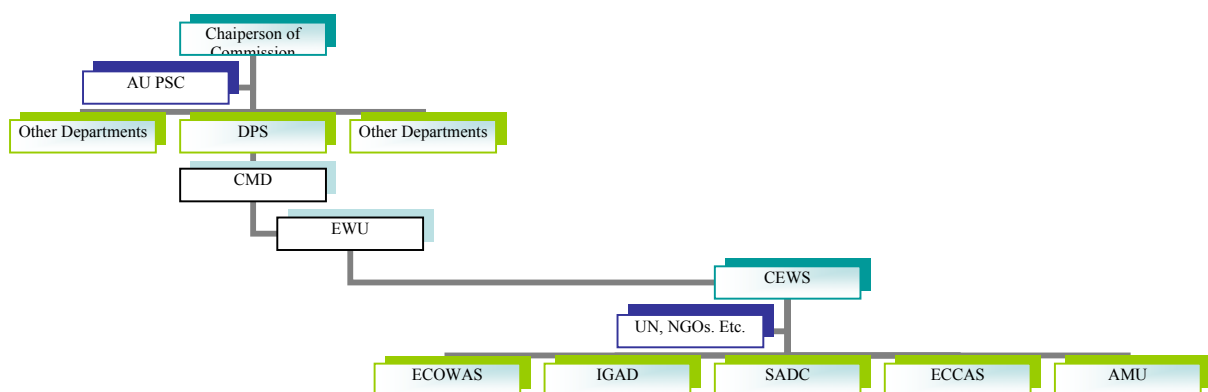 Chaiperson of
Commission
AU PSC
Other Departments
DPS
Other Departments
CMD
EWU
CEWS
UN, NGOs. Etc.
ECOWAS
IGAD
SADC
ECCAS
AMU